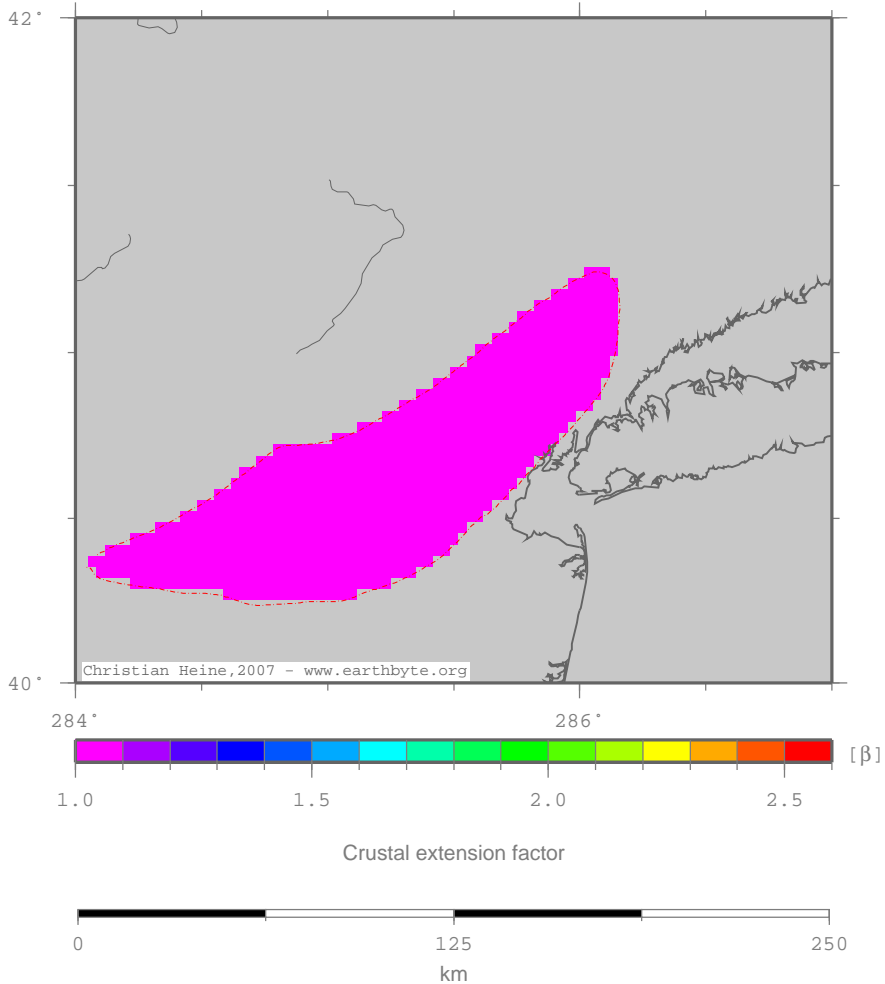 42°
Christian Heine,2007 - www.earthbyte.org
40°
284° 286°
[β]
1.0 1.5 2.0 2.5
Crustal extension factor
0 125 250
km